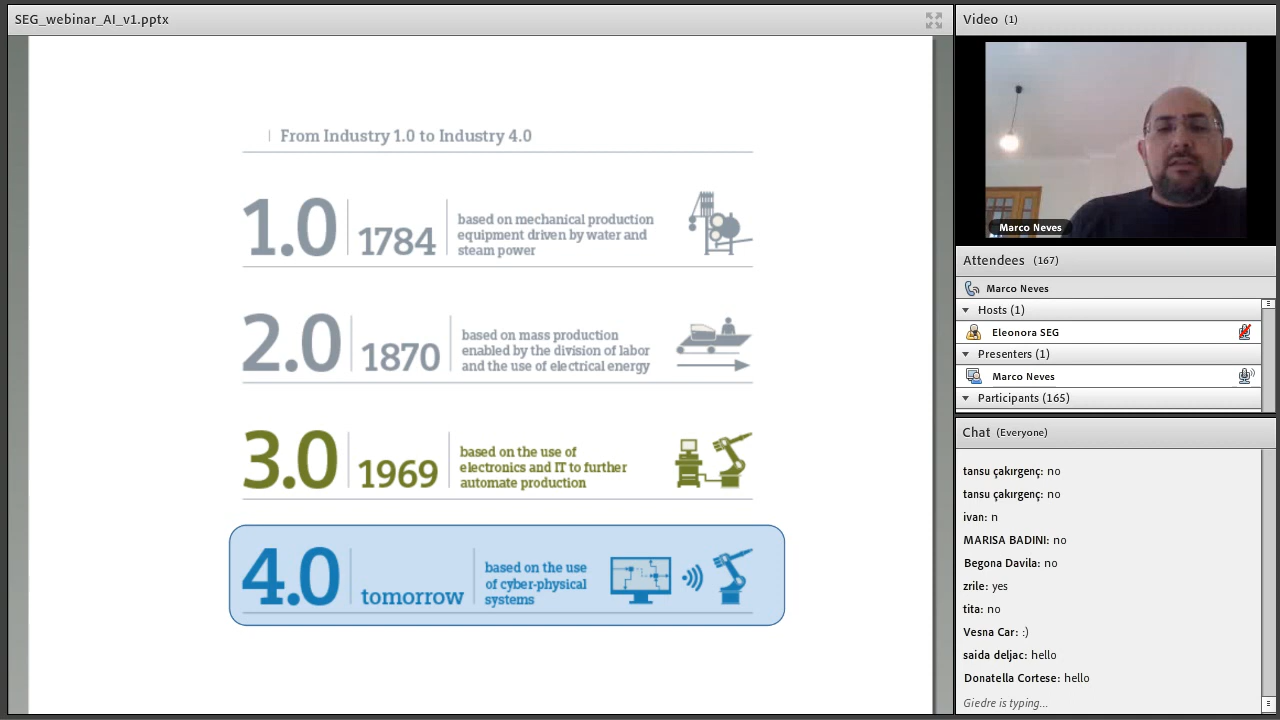 SEG_webinar_AI_v1.pptx
From Industry 1.0 to Industry 4.0
1.0
1784
based on mechanical production
equipment driven by water and
steam power
2.0
1870
based on mass production
enabled by the division of labor
and the use of electrical energy
3.0
1969
based on the use of
electronics and IT to further
automate production
4.0
tomorrow
based on the use
of cyber-physical
systems
Video (1)
Marco Neves
Attendees (167)
Marco Neves
Hosts (1)
Eleonora SEG
Presenters (1)
Marco Neves
Participants (165)
Chat (Everyone)
tansu çakırgenç: no
tansu çakırgenç: no
ivan: n
MARISA BADINI: no
Begona Davila: no
zrile: yes
tita: no
Vesna Car: :)
saida deljac: hello
Donatella Cortese: hello
Giedre is typing...